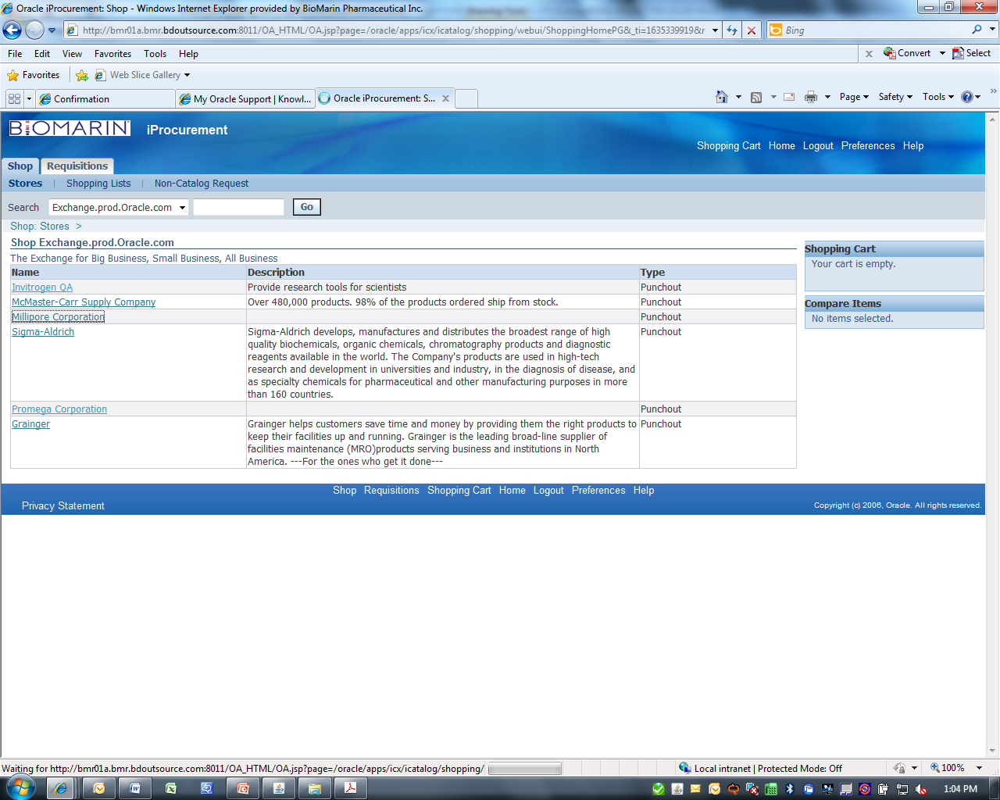 Oracle iProcurement: Shop - Windows Internet Explorer provided by BioMarin Pharmaceutical Inc.
http://bmr01a.bmr.bdoutsource.com:8011/OA_HTML/OA.jsp?page=/oracle/apps/icx/icatalog/shopping/webui/ShoppingHomePG&_ti=1635339919&r
Bing
File Edit View Favorites Tools Help
Convert Select
Favorites Web Slice Gallery
Confirmation My Oracle Support | Knowl... Oracle iProcurement: S... Page Safety Tools
BIOMARIN iProcurement
Shopping Cart Home Logout Preferences Help
Shop Requisitions
Stores | Shopping Lists | Non-Catalog Request
Search Exchange.prod.Oracle.com Go
Shop: Stores >
Shop Exchange.prod.Oracle.com
The Exchange for Big Business, Small Business, All Business
Name Description Type
Invitrogen QA Provide research tools for scientists Punchout
McMaster-Carr Supply Company Over 480,000 products. 98% of the products ordered ship from stock. Punchout
Millipore Corporation Punchout
Sigma-Aldrich Sigma-Aldrich develops, manufactures and distributes the broadest range of high Punchout
quality biochemicals, organic chemicals, chromatography products and diagnostic
reagents available in the world. The Company's products are used in high-tech
research and development in universities and industry, in the diagnosis of disease, and
as specialty chemicals for pharmaceutical and other manufacturing purposes in more
than 160 countries.
Promega Corporation Punchout
Grainger Grainger helps customers save time and money by providing them the right products to Punchout
keep their facilities up and running. Grainger is the leading broad-line supplier of
facilities maintenance (MRO)products serving business and institutions in North
America. ---For the ones who get it done---
Shopping Cart
Your cart is empty.
Compare Items
No items selected.
Shop Requisitions Shopping Cart Home Logout Preferences Help
Privacy Statement
Copyright (c) 2006, Oracle. All rights reserved.
Waiting for http://bmr01a.bmr.bdoutsource.com:8011/OA_HTML/OA.jsp?page=/oracle/apps/icx/icatalog/shopping/ Local intranet | Protected Mode: Off 100%
1:04 PM